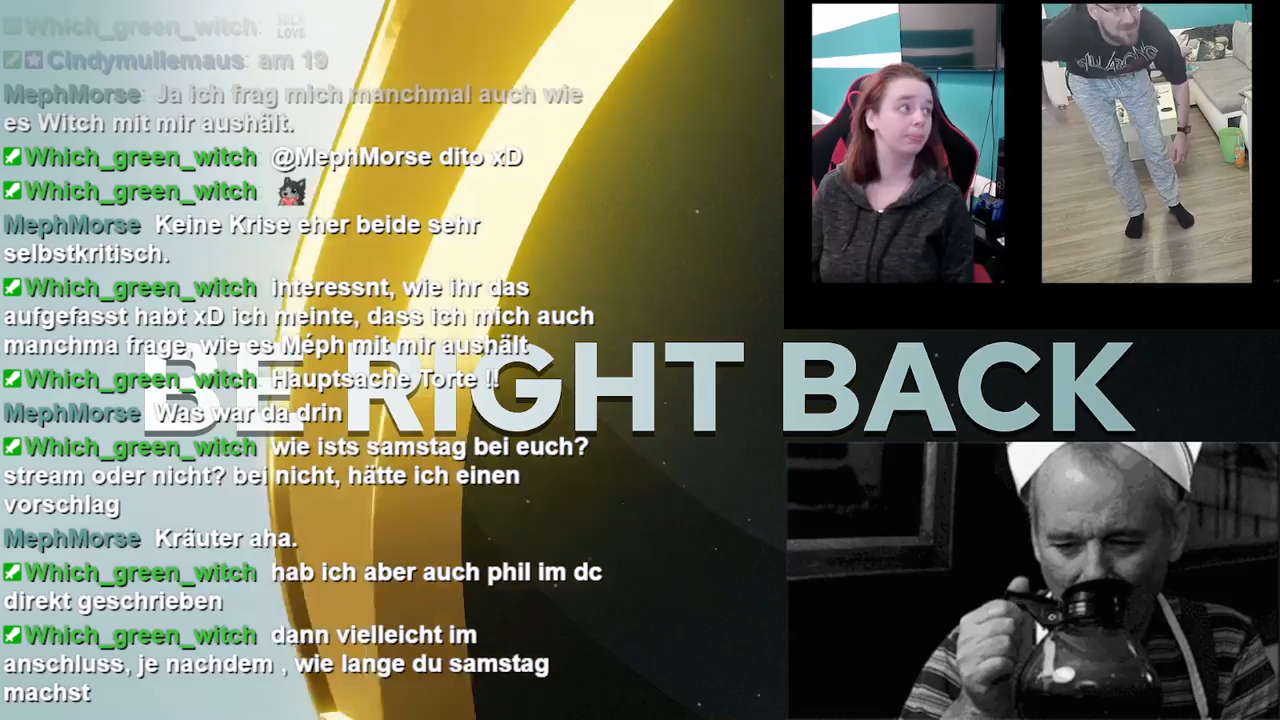 Which_green_witch:
Cindymullemaus: am 19
MephMorse: Ja ich frag mich manchmal auch wie
es Witch mit mir aushält.
Which_green_witch @MephMorse dito xD
Which_green_witch
MephMorse Keine Krise eher beide sehr
selbstkritisch.
Which_green_witch interessnt, wie ihr das
aufgefasst habt xD ich meinte, dass ich mich auch
manchma frage, wie es Méph mit mir aushält
Which_green_witch Hauptsache Torte !!
MephMorse Was war da drin
Which_green_witch wie ists samstag bei euch?
stream oder nicht? bei nicht, hätte ich einen
vorschlag
MephMorse Kräuter aha.
Which_green_witch hab ich aber auch phil im dc
direkt geschrieben
Which_green_witch dann vielleicht im
anschluss, je nachdem , wie lange du samstag
machst
BE RIGHT BACK